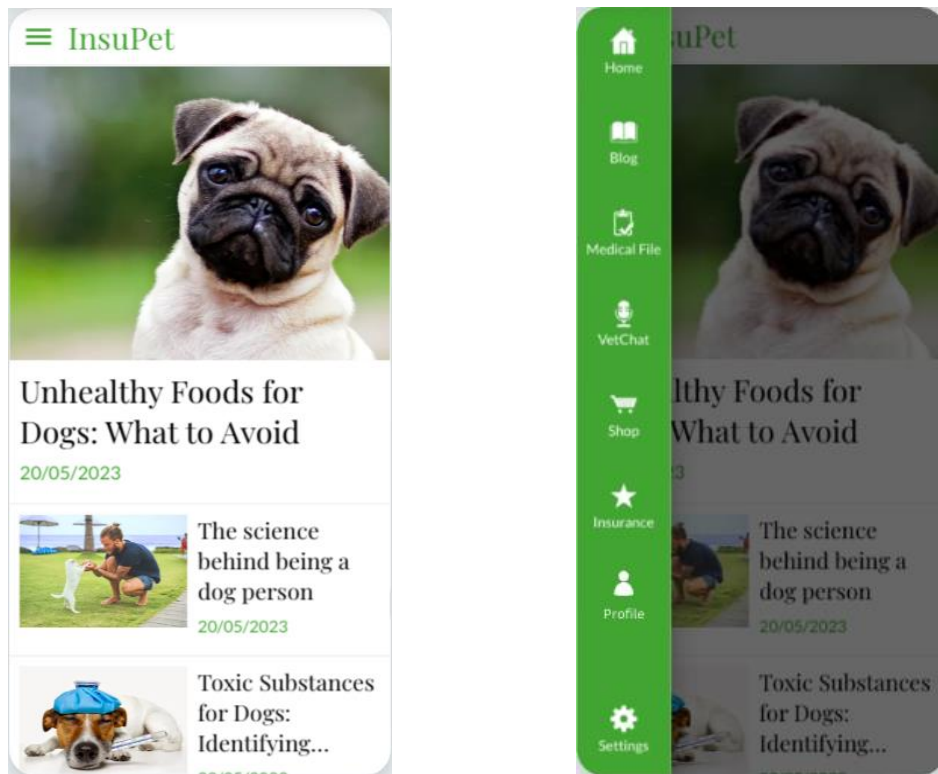 InsuPet
Unhealthy Foods for
Dogs: What to Avoid
20/05/2023
The science
behind being a
dog person
20/05/2023
Toxic Substances
for Dogs:
Identifying...
Home
Blog
Medical File
VetChat
Shop
Insurance
Profile
Settings
uPet
lthy Foods for
What to Avoid
3
The science
behind being a
dog person
20/05/2023
Toxic Substances
for Dogs:
Identifying...